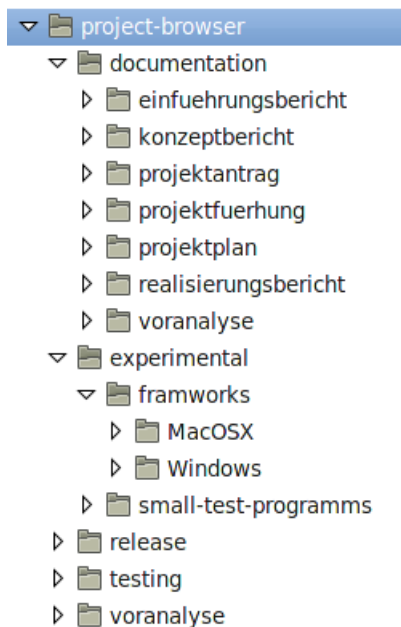 project-browser
documentation
einfuehrungsbericht
konzeptbericht
projektantrag
projektfuerhung
projektplan
realisierungsbericht
voranalyse
experimental
framworks
MacOSX
Windows
small-test-programms
release
testing
voranalyse